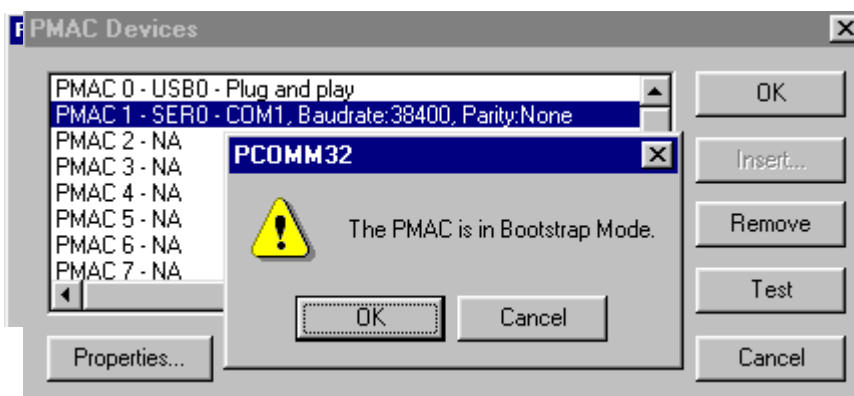 PMAC Devices
PMAC 0 - USB0 - Plug and play
PMAC 1 - SER0 - COM1, Baudrate:38400, Parity:None
PMAC 2 - NA
PMAC 3 - NA
PMAC 4 - NA
PMAC 5 - NA
PMAC 6 - NA
PMAC 7 - NA
OK
Insert...
Remove
Test
Cancel
Properties...
PCOMM32
The PMAC is in Bootstrap Mode.
OK
Cancel